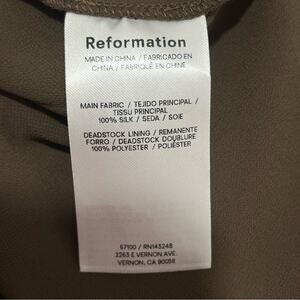 Reformation
MADE IN CHINA / FABRICADO EN
CHINA / FABRIQUÉ EN CHINE
MAIN FABRIC / TEJIDO PRINCIPAL /
TISSU PRINCIPAL
100% SILK / SEDA / SOIE
DEADSTOCK LINING / REMANENTE
FORRO / DEADSTOCK DOUBLURE
100% POLYESTER / POLIÉSTER
67100 / RN143248
2263 E VERNON AVE.
VERNON, CA 90058